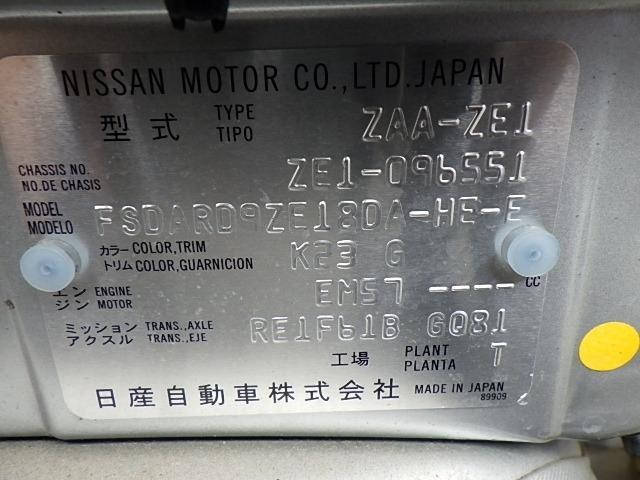 NISSAN MOTOR CO.,LTD.JAPAN
型式 TYPE TIPO ZAA-ZE1
CHASSIS NO. NO.DE CHASIS ZE1-096551
MODEL MODELO FSDARD9ZE18DA-HE-E
カラー COLOR,TRIM トリム COLOR,GUARNICION K23 G
エンジン ENGINE MOTOR EM57 ---- CC
ミッション TRANS.,AXLE アクスル TRANS.,EJE RE1F61B GQ81
工場 PLANT PLANTA T
日産自動車株式会社 MADE IN JAPAN
89909